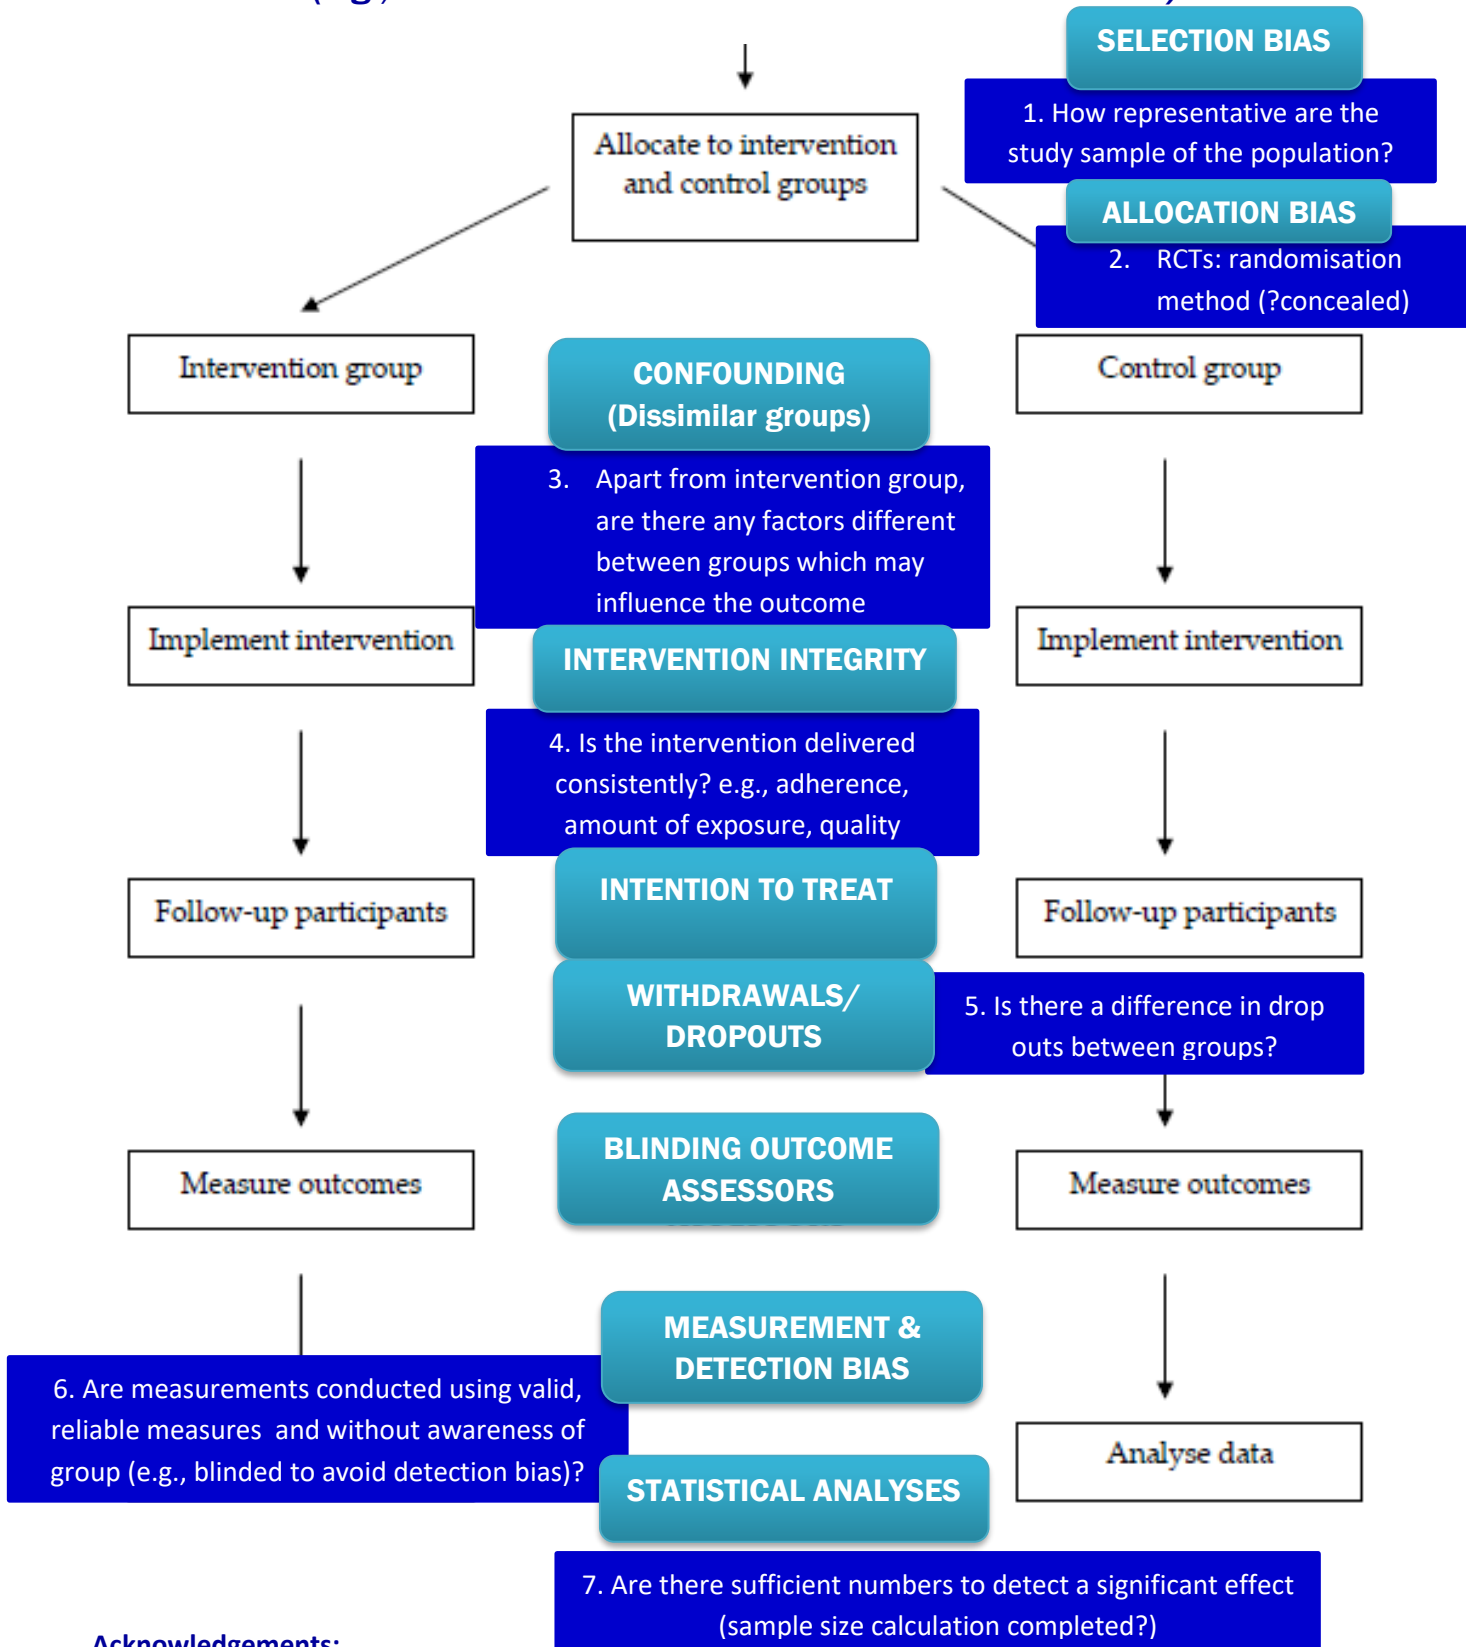 SELECTION BIAS
1. How representative are the
study sample of the population?
Allocate to intervention
and control groups
ALLOCATION BIAS
2. RCTs: randomisation
method (?concealed)
Intervention group
CONFOUNDING
(Dissimilar groups)
Control group
3. Apart from intervention group,
are there any factors different
between groups which may
influence the outcome
Implement intervention
INTERVENTION INTEGRITY
Implement intervention
4. Is the intervention delivered
consistently? e.g., adherence,
amount of exposure, quality
Follow-up participants
INTENTION TO TREAT
Follow-up participants
WITHDRAWALS/
DROPOUTS
5. Is there a difference in drop
outs between groups?
Measure outcomes
BLINDING OUTCOME
ASSESSORS
Measure outcomes
MEASUREMENT &
DETECTION BIAS
6. Are measurements conducted using valid,
reliable measures and without awareness of
group (e.g., blinded to avoid detection bias)?
Analyse data
STATISTICAL ANALYSES
7. Are there sufficient numbers to detect a significant effect
(sample size calculation completed?)
Acknowledgements: